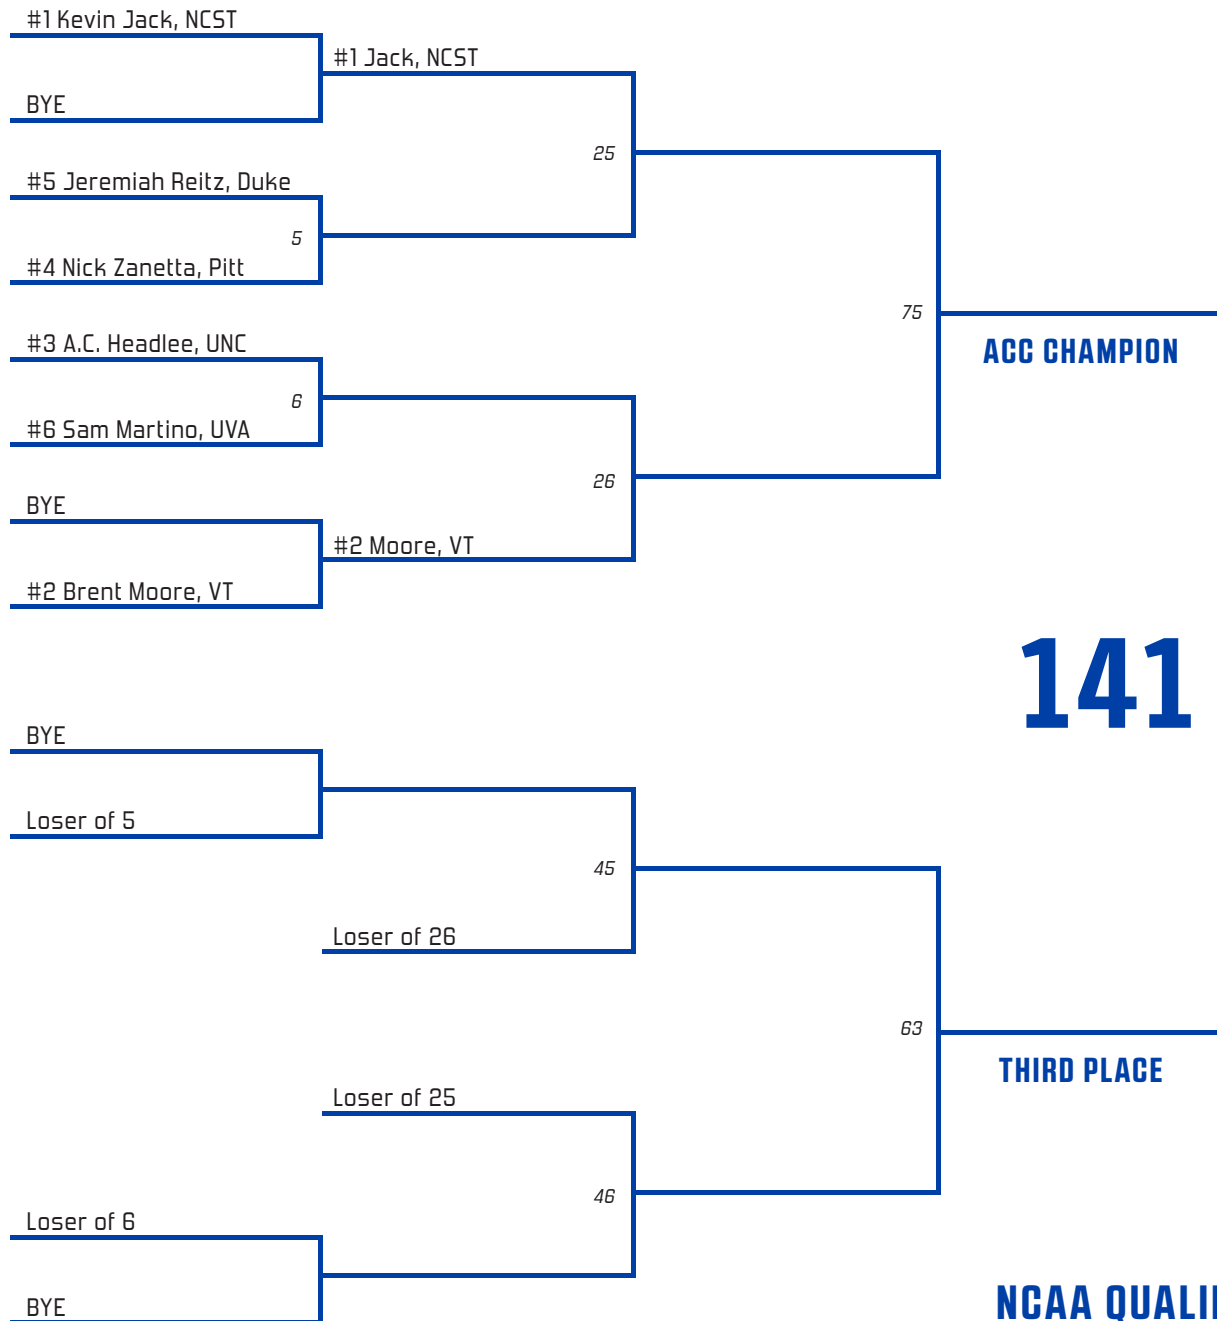 #1 Kevin Jack, NCST
#1 Jack, NCST
BYE
25
#5 Jeremiah Reitz, Duke
5
#4 Nick Zanetta, Pitt
75
#3 A.C. Headlee, UNC
ACC CHAMPION
6
#6 Sam Martino, UVA
26
BYE
#2 Moore, VT
#2 Brent Moore, VT
141
BYE
Loser of 5
45
Loser of 26
63
THIRD PLACE
Loser of 25
46
Loser of 6
BYE
NCAA